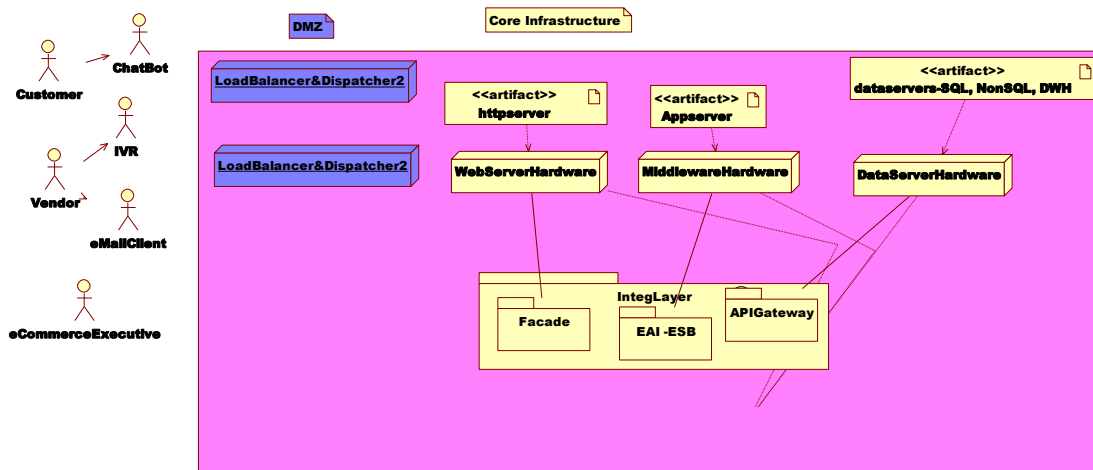 DMZ
Core Infrastructure
ChatBot
Customer
IVR
Vendor
eMailClient
eCommerceExecutive
LoadBalancer&Dispatcher2
LoadBalancer&Dispatcher2
<<artifact>>
httpserver
<<artifact>>
Appserver
<<artifact>>
dataservers-SQL, NonSQL, DWH
WebServerHardware
MiddlewareHardware
DataServerHardware
IntegLayer
Facade
EAI -ESB
APIGateway